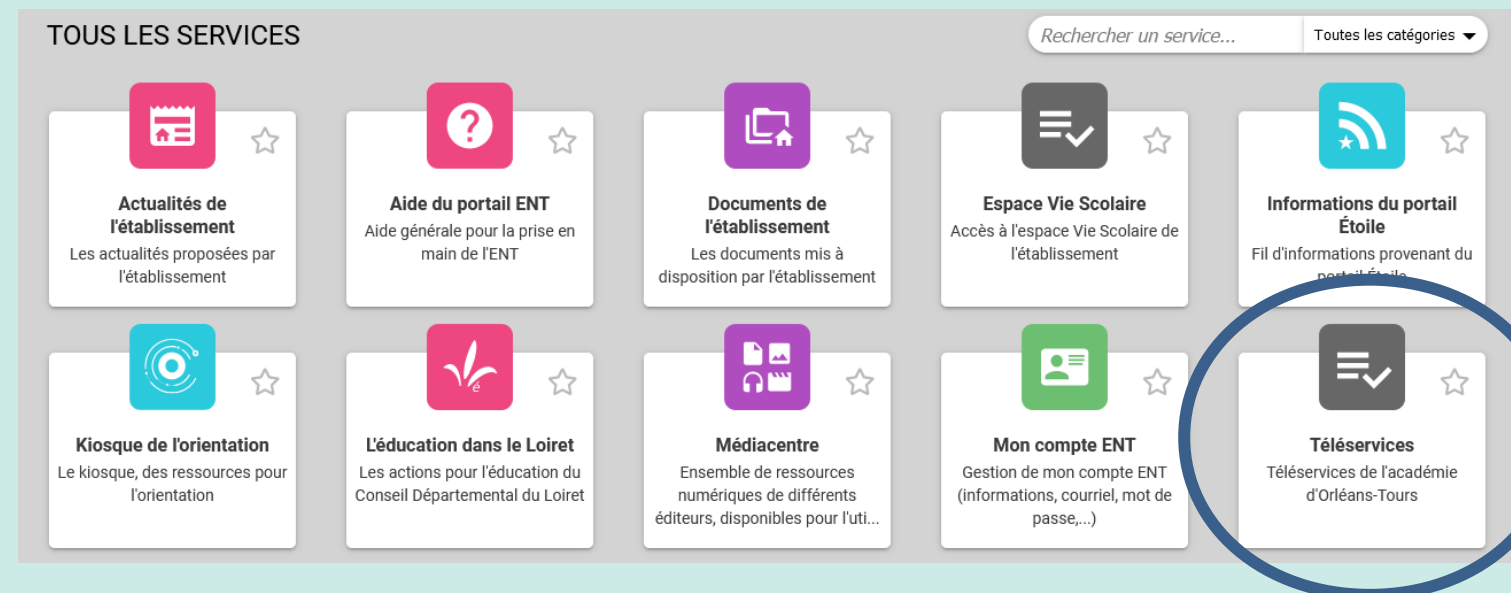 TOUS LES SERVICES
Rechercher un service...
Toutes les catégories
Actualités de
l'établissement
Les actualités proposées par
l'établissement
Aide du portail ENT
Aide générale pour la prise en
main de l'ENT
Documents de
l'établissement
Les documents mis à
disposition par l'établissement
Espace Vie Scolaire
Accès à l'espace Vie Scolaire de
l'établissement
Informations du portail
Étoile
Fil d'informations provenant du
portail Étoile
Kiosque de l'orientation
Le kiosque, des ressources pour
l'orientation
é
L'éducation dans le Loiret
Les actions pour l'éducation du
Conseil Départemental du Loiret
Médiacentre
Ensemble de ressources
numériques de différents
éditeurs, disponibles pour l'uti...
Mon compte ENT
Gestion de mon compte ENT
(informations, courriel, mot de
passe,...)
Téléservices
Téléservices de l'académie
d'Orléans-Tours